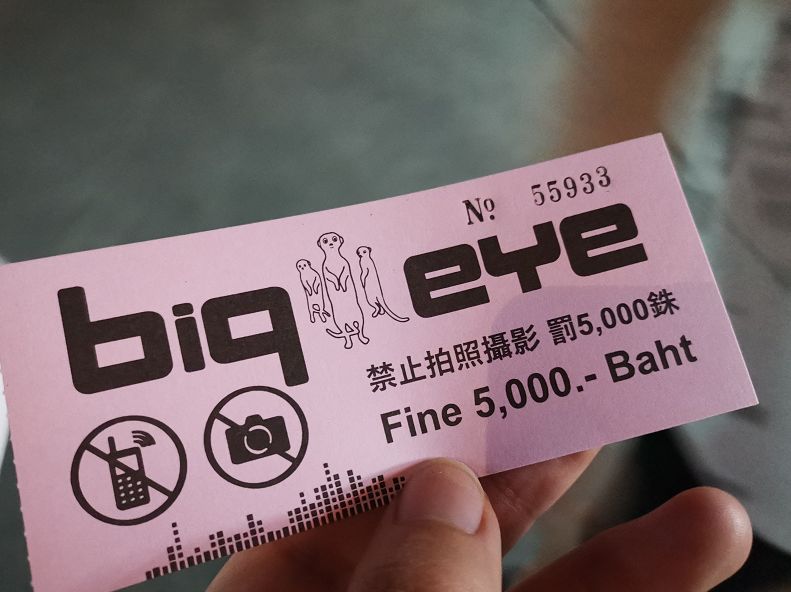 Nº 55933
big eye
禁止拍照攝影 罰5,000銖
Fine 5,000.- Baht